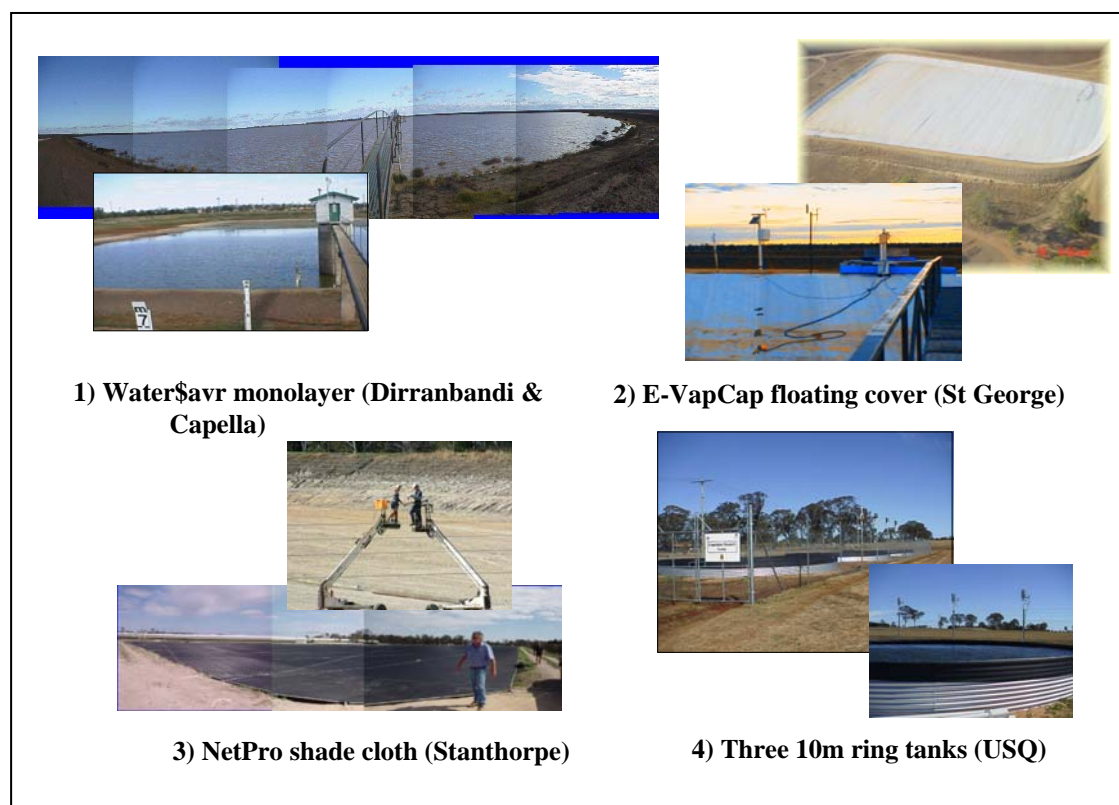 m
7
1) Water$avr monolayer (Dirranbandi &
Capella)
2) E-VapCap floating cover (St George)
3) NetPro shade cloth (Stanthorpe)
4) Three 10m ring tanks (USQ)